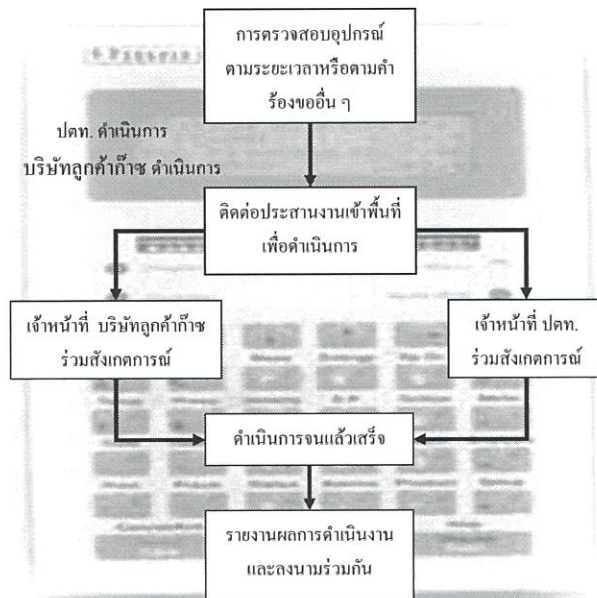 การตรวจสอบอุปกรณ์
ตามระยะเวลาหรือตามคำ
ร้องขออื่น ๆ
ปตท. ดำเนินการ
บริษัทลูกค้าก๊าซ ดำเนินการ
ติดต่อประสานงานเข้าพื้นที่
เพื่อดำเนินการ
เจ้าหน้าที่ บริษัทลูกค้าก๊าซ
ร่วมสังเกตการณ์
เจ้าหน้าที่ ปตท.
ร่วมสังเกตการณ์
ดำเนินการจนแล้วเสร็จ
รายงานผลการดำเนินงาน
และลงนามร่วมกัน